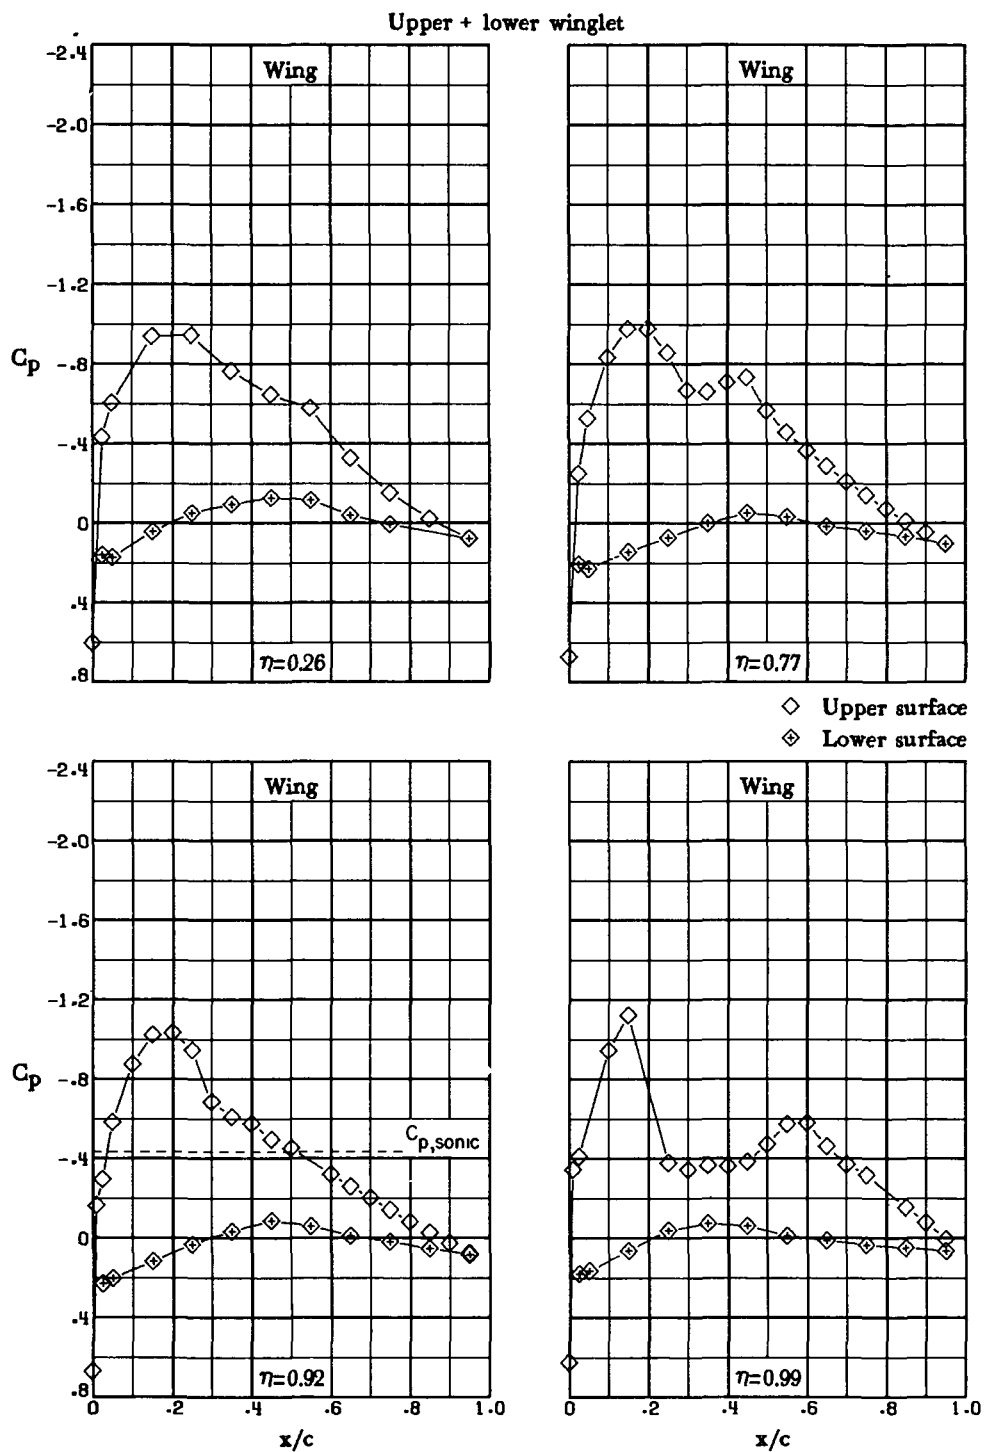 Upper + lower winglet
Wing
Wing
-2.4
-2.0
-1.6
-1.2
Cp
-.8
-.4
0
.4
.8
η=0.26
η=0.77
Upper surface
Lower surface
Wing
Wing
-2.4
-2.0
-1.6
-1.2
Cp
-.8
Cp,sonic
-.4
0
.4
.8
η=0.92
η=0.99
0 .2 .4 .6 .8 1.0
0 .2 .4 .6 .8 1.0
x/c
x/c